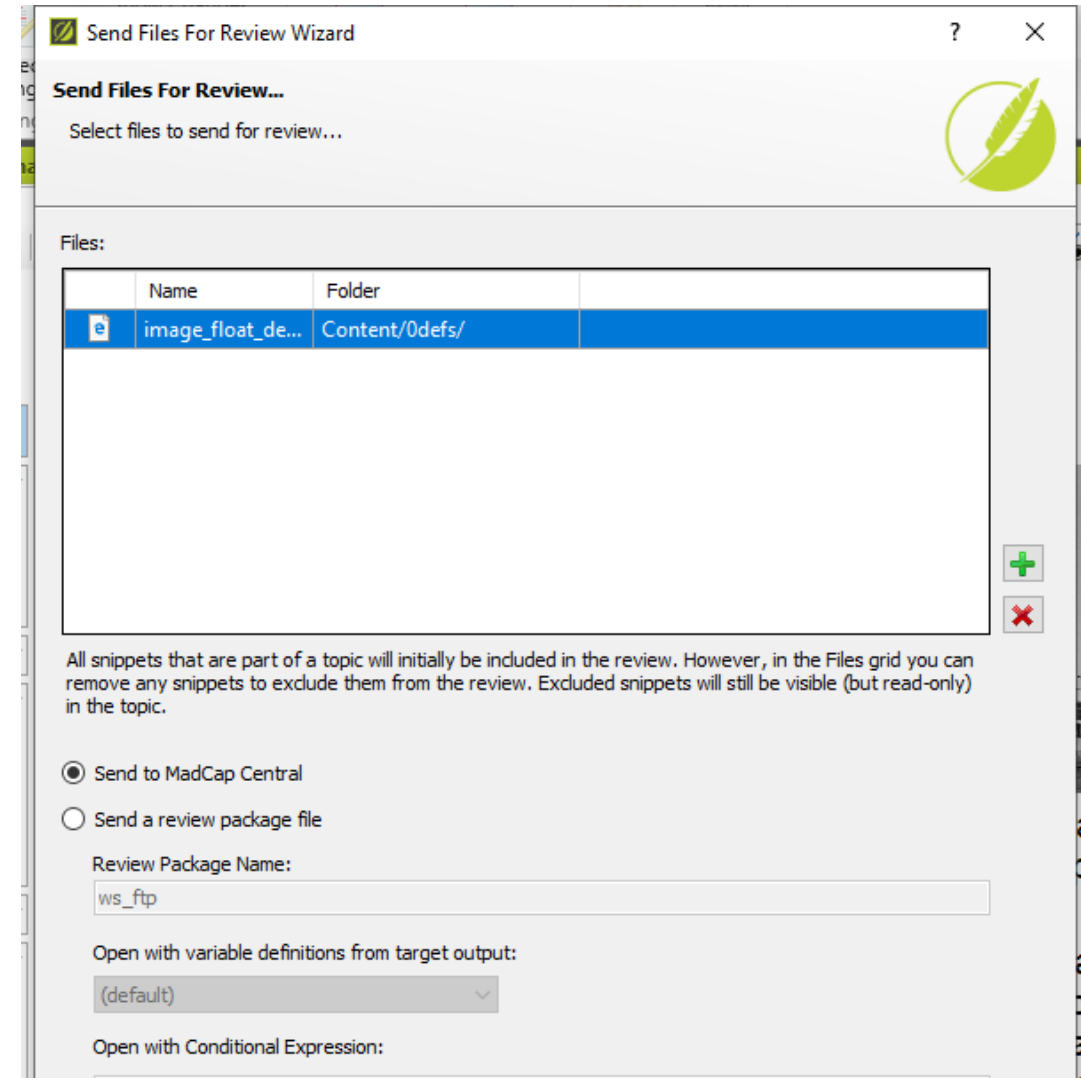 Send Files For Review Wizard
?
Send Files For Review...
Select files to send for review...
Files:
Name Folder
image_float_de... Content/0defs/
All snippets that are part of a topic will initially be included in the review. However, in the Files grid you can
remove any snippets to exclude them from the review. Excluded snippets will still be visible (but read-only)
in the topic.
Send to MadCap Central
Send a review package file
Review Package Name:
ws_ftp
Open with variable definitions from target output:
(default)
Open with Conditional Expression: